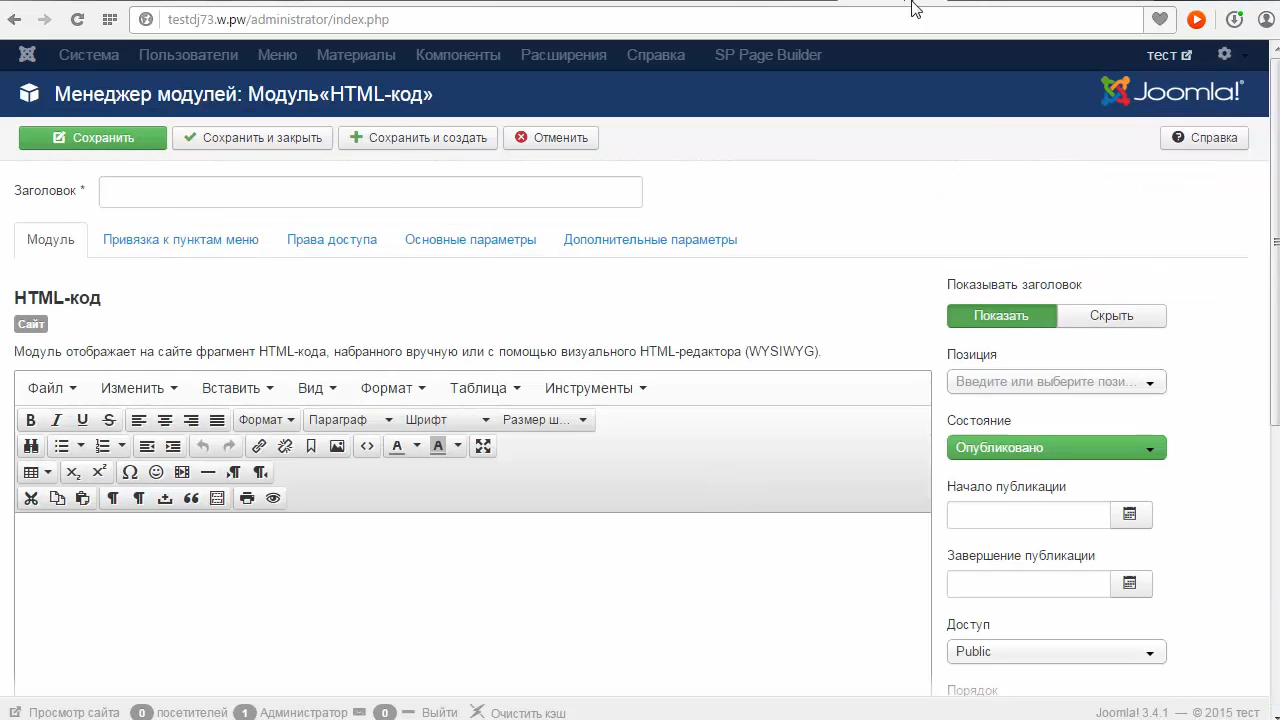 testdj73.w.pw/administrator/index.php
Система Пользователи Меню Материалы Компоненты Расширения Справка SP Page Builder тест
Менеджер модулей: Модуль«HTML-код»
Joomla!
Сохранить Сохранить и закрыть Сохранить и создать Отменить Справка
Заголовок *
Модуль Привязка к пунктам меню Права доступа Основные параметры Дополнительные параметры
HTML-код
Сайт
Модуль отображает на сайте фрагмент HTML-кода, набранного вручную или с помощью визуального HTML-редактора (WYSIWYG).
Файл Изменить Вставить Вид Формат Таблица Инструменты
B I U S Формат Параграф Шрифт Размер ш...
A A
Показывать заголовок
Показать Скрыть
Позиция
Введите или выберите пози...
Состояние
Опубликовано
Начало публикации
Завершение публикации
Доступ
Public
Порядок
Просмотр сайта 0 посетителей 1 Администратор 0 Выйти Очистить кэш Joomla! 3.4.1 — © 2015 тест